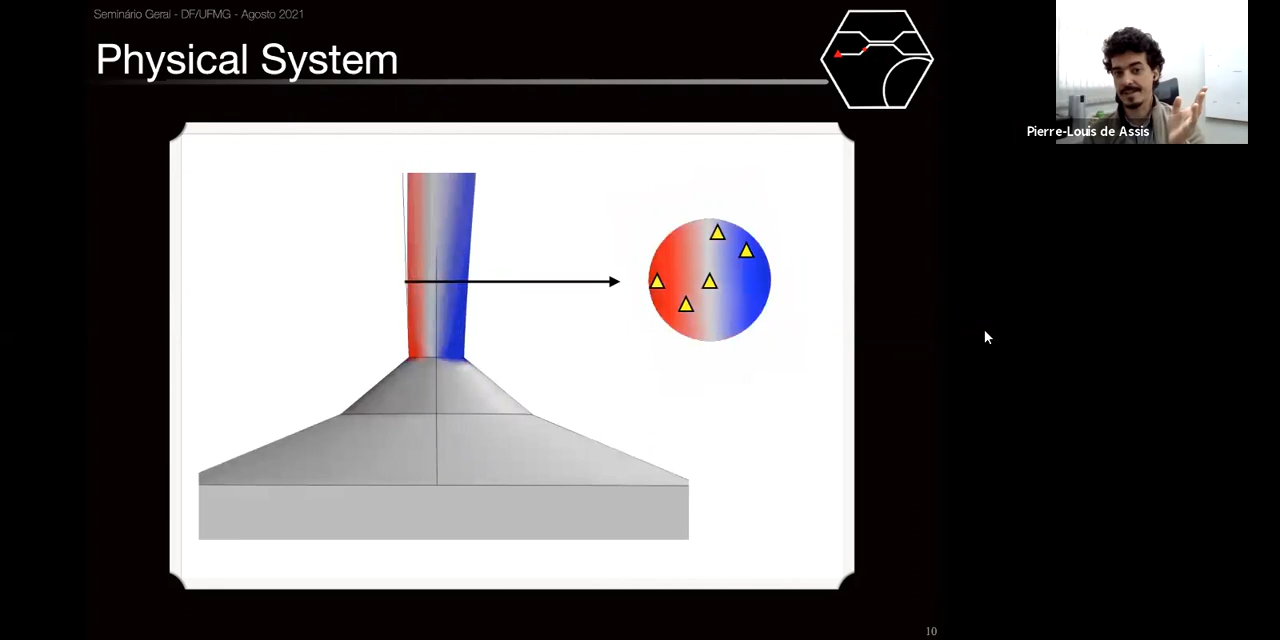 Seminário Geral - DF/UFMG - Agosto 2021
Physical System
Pierre-Louis de Assis
10